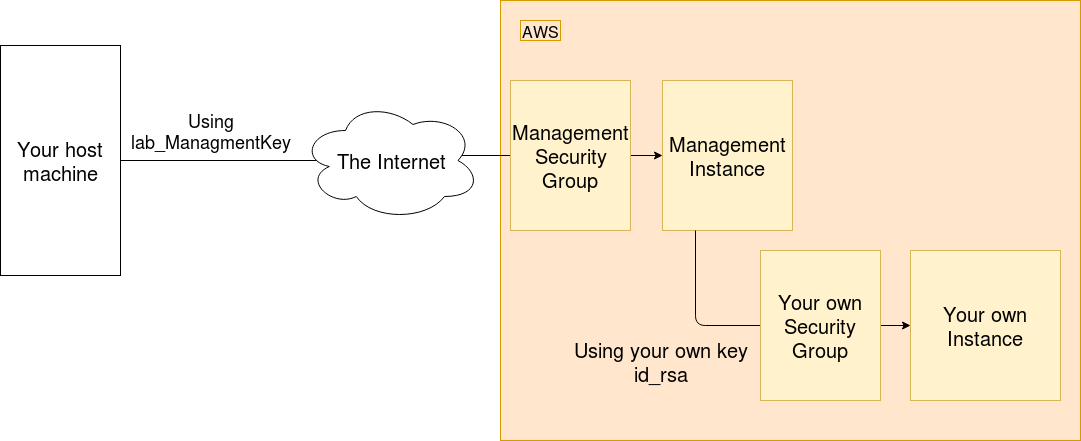 AWS
Your host
machine
Using
lab_ManagmentKey
The Internet
Management
Security
Group
Management
Instance
Using your own key
id_rsa
Your own
Security
Group
Your own
Instance